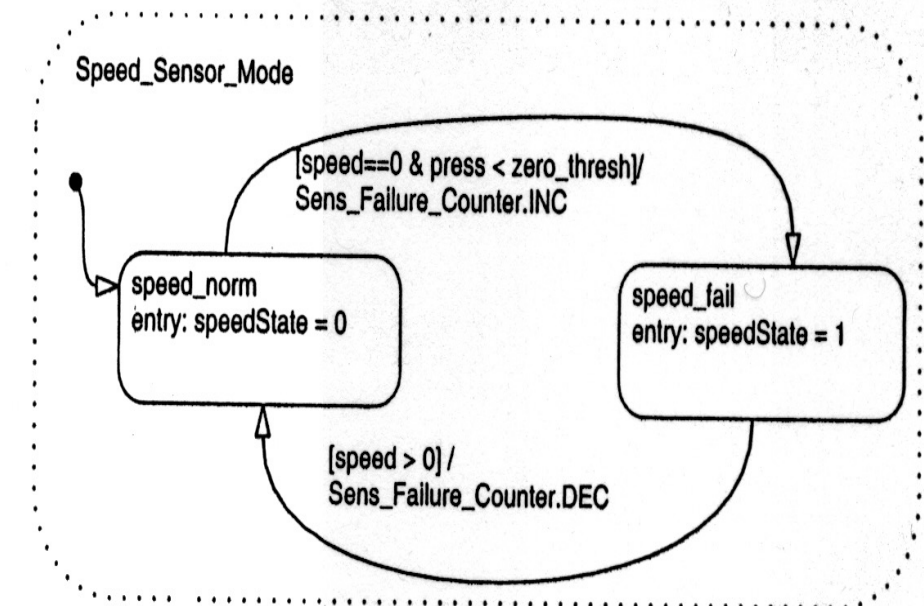 Speed_Sensor_Mode
[speed==0 & press < zero_thresh]/
Sens_Failure_Counter.INC
speed_norm
entry: speedState = 0
speed_fail
entry: speedState = 1
[speed > 0] /
Sens_Failure_Counter.DEC